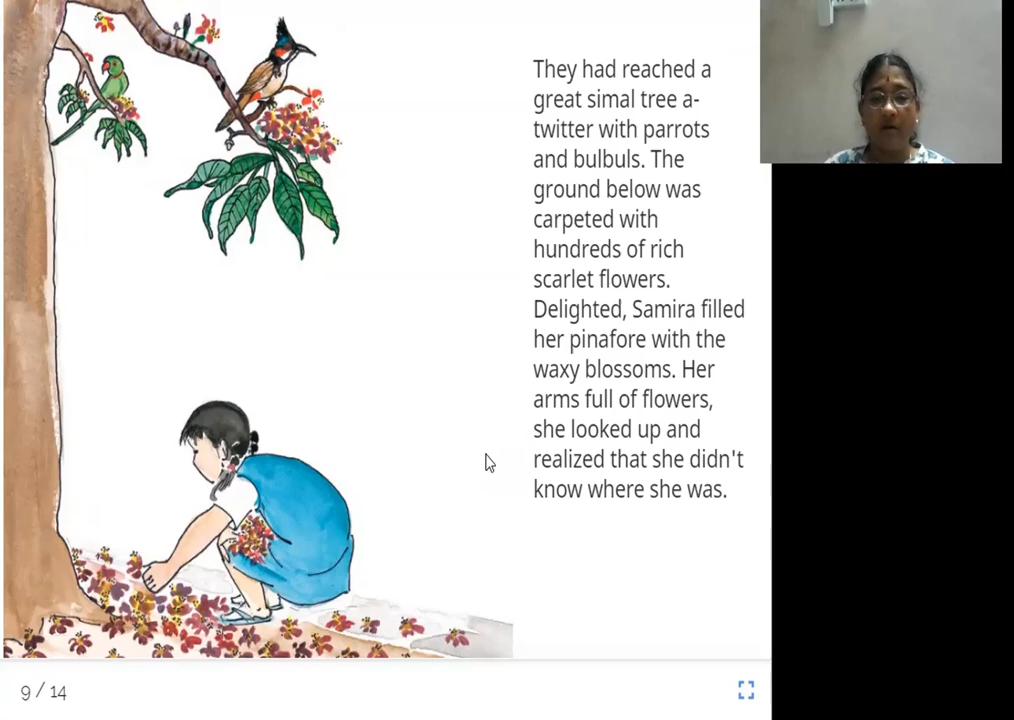 They had reached a
great simal tree a-
twitter with parrots
and bulbuls. The
ground below was
carpeted with
hundreds of rich
scarlet flowers.
Delighted, Samira filled
her pinafore with the
waxy blossoms. Her
arms full of flowers,
she looked up and
realized that she didn't
know where she was.
9 / 14